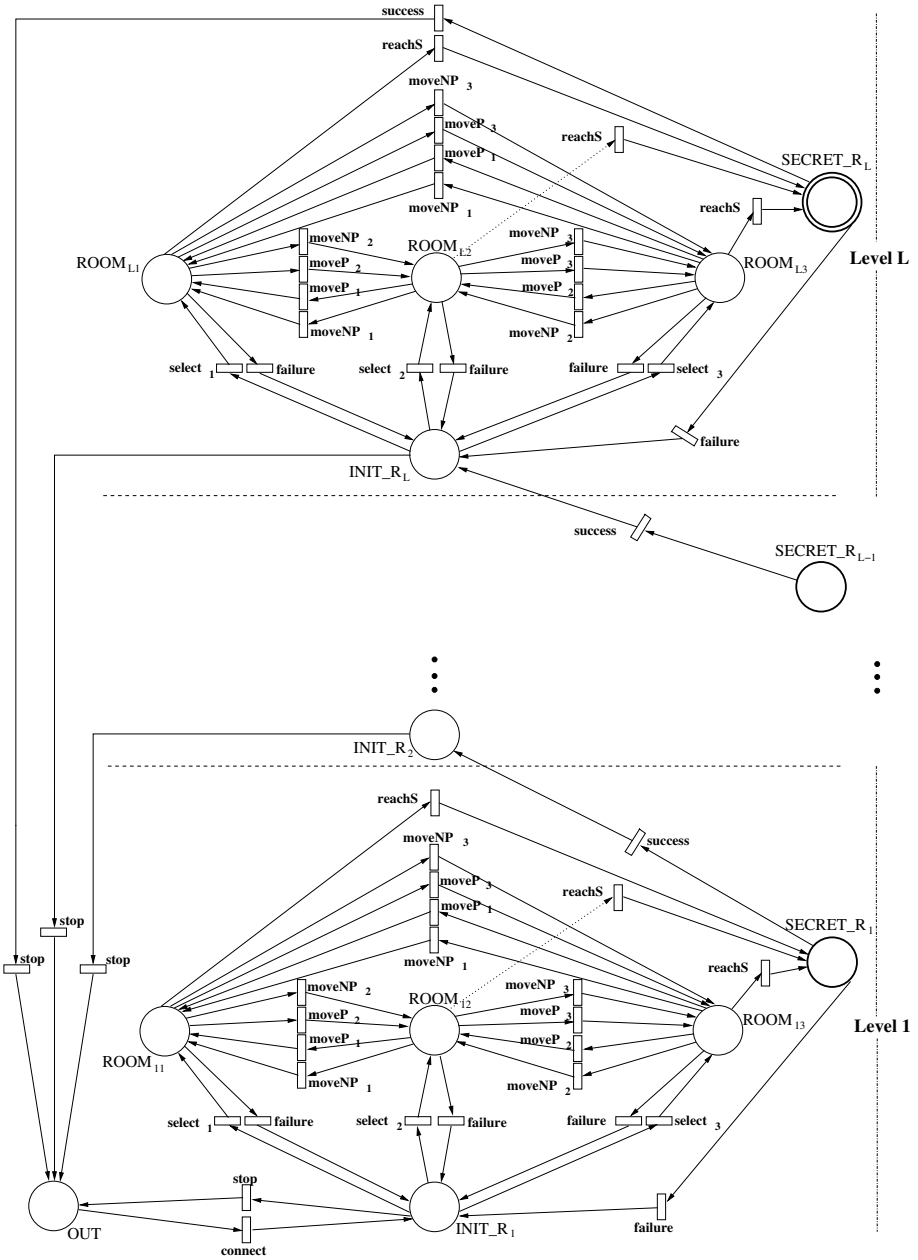 success
reachS
moveNP 3
moveP 3
reachS
moveP 1
SECRET_R L
reachS
moveNP 1
moveNP 2
ROOM L2
moveNP 3
ROOM L1
moveP 2
moveP 3
ROOM L3
Level L
moveP 1
moveP 2
moveNP 1
moveNP 2
select 1
failure
select 2
failure
failure
select 3
failure
INIT_R L
success
SECRET_R L−1
INIT_R 2
reachS
success
moveNP 3
moveP 3
reachS
moveP 1
stop
SECRET_R 1
stop
stop
moveNP 1
reachS
moveNP 2
ROOM 12
moveNP 3
moveP 2
moveP 3
ROOM 13
Level 1
moveP 1
moveP 2
ROOM 11
moveNP 1
moveNP 2
select 1
failure
select 2
failure
failure
select 3
stop
OUT
INIT_R 1
failure
connect